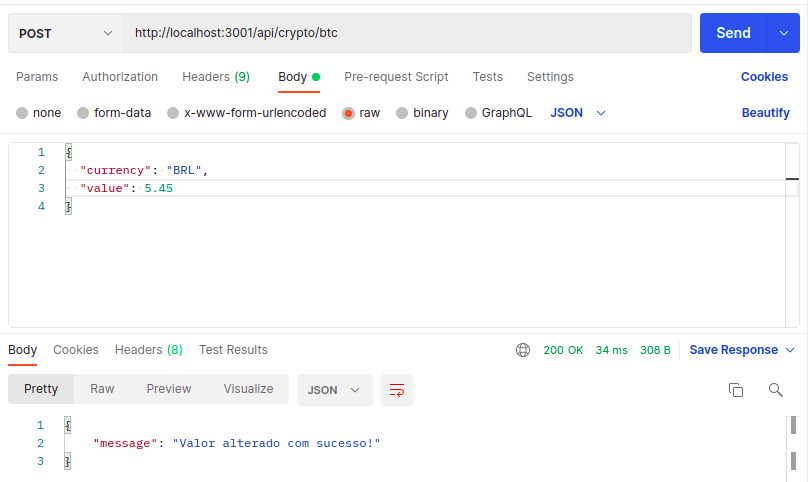 POST http://localhost:3001/api/crypto/btc Send
Params Authorization Headers (9) Body Pre-request Script Tests Settings Cookies
none form-data x-www-form-urlencoded raw binary GraphQL JSON Beautify
1 {
2 "currency": "BRL",
3 "value": 5.45
4 }
Body Cookies Headers (8) Test Results 200 OK 34 ms 308 B Save Response
Pretty Raw Preview Visualize JSON
1 {
2 "message": "Valor alterado com sucesso!"
3 }